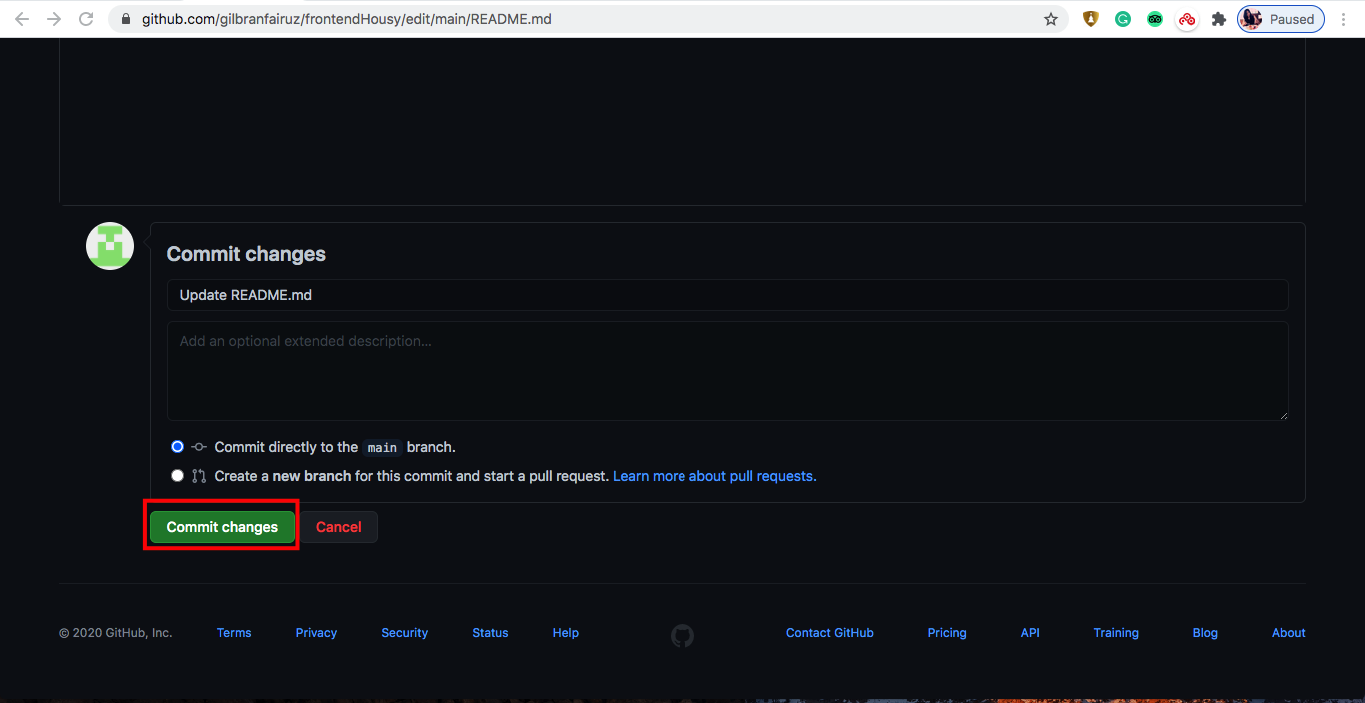 github.com/gilbranfairuz/frontendHousy/edit/main/README.md
Paused
Commit changes
Update README.md
Add an optional extended description...
Commit directly to the main branch.
Create a new branch for this commit and start a pull request. Learn more about pull requests.
Commit changes Cancel
© 2020 GitHub, Inc. Terms Privacy Security Status Help Contact GitHub Pricing API Training Blog About